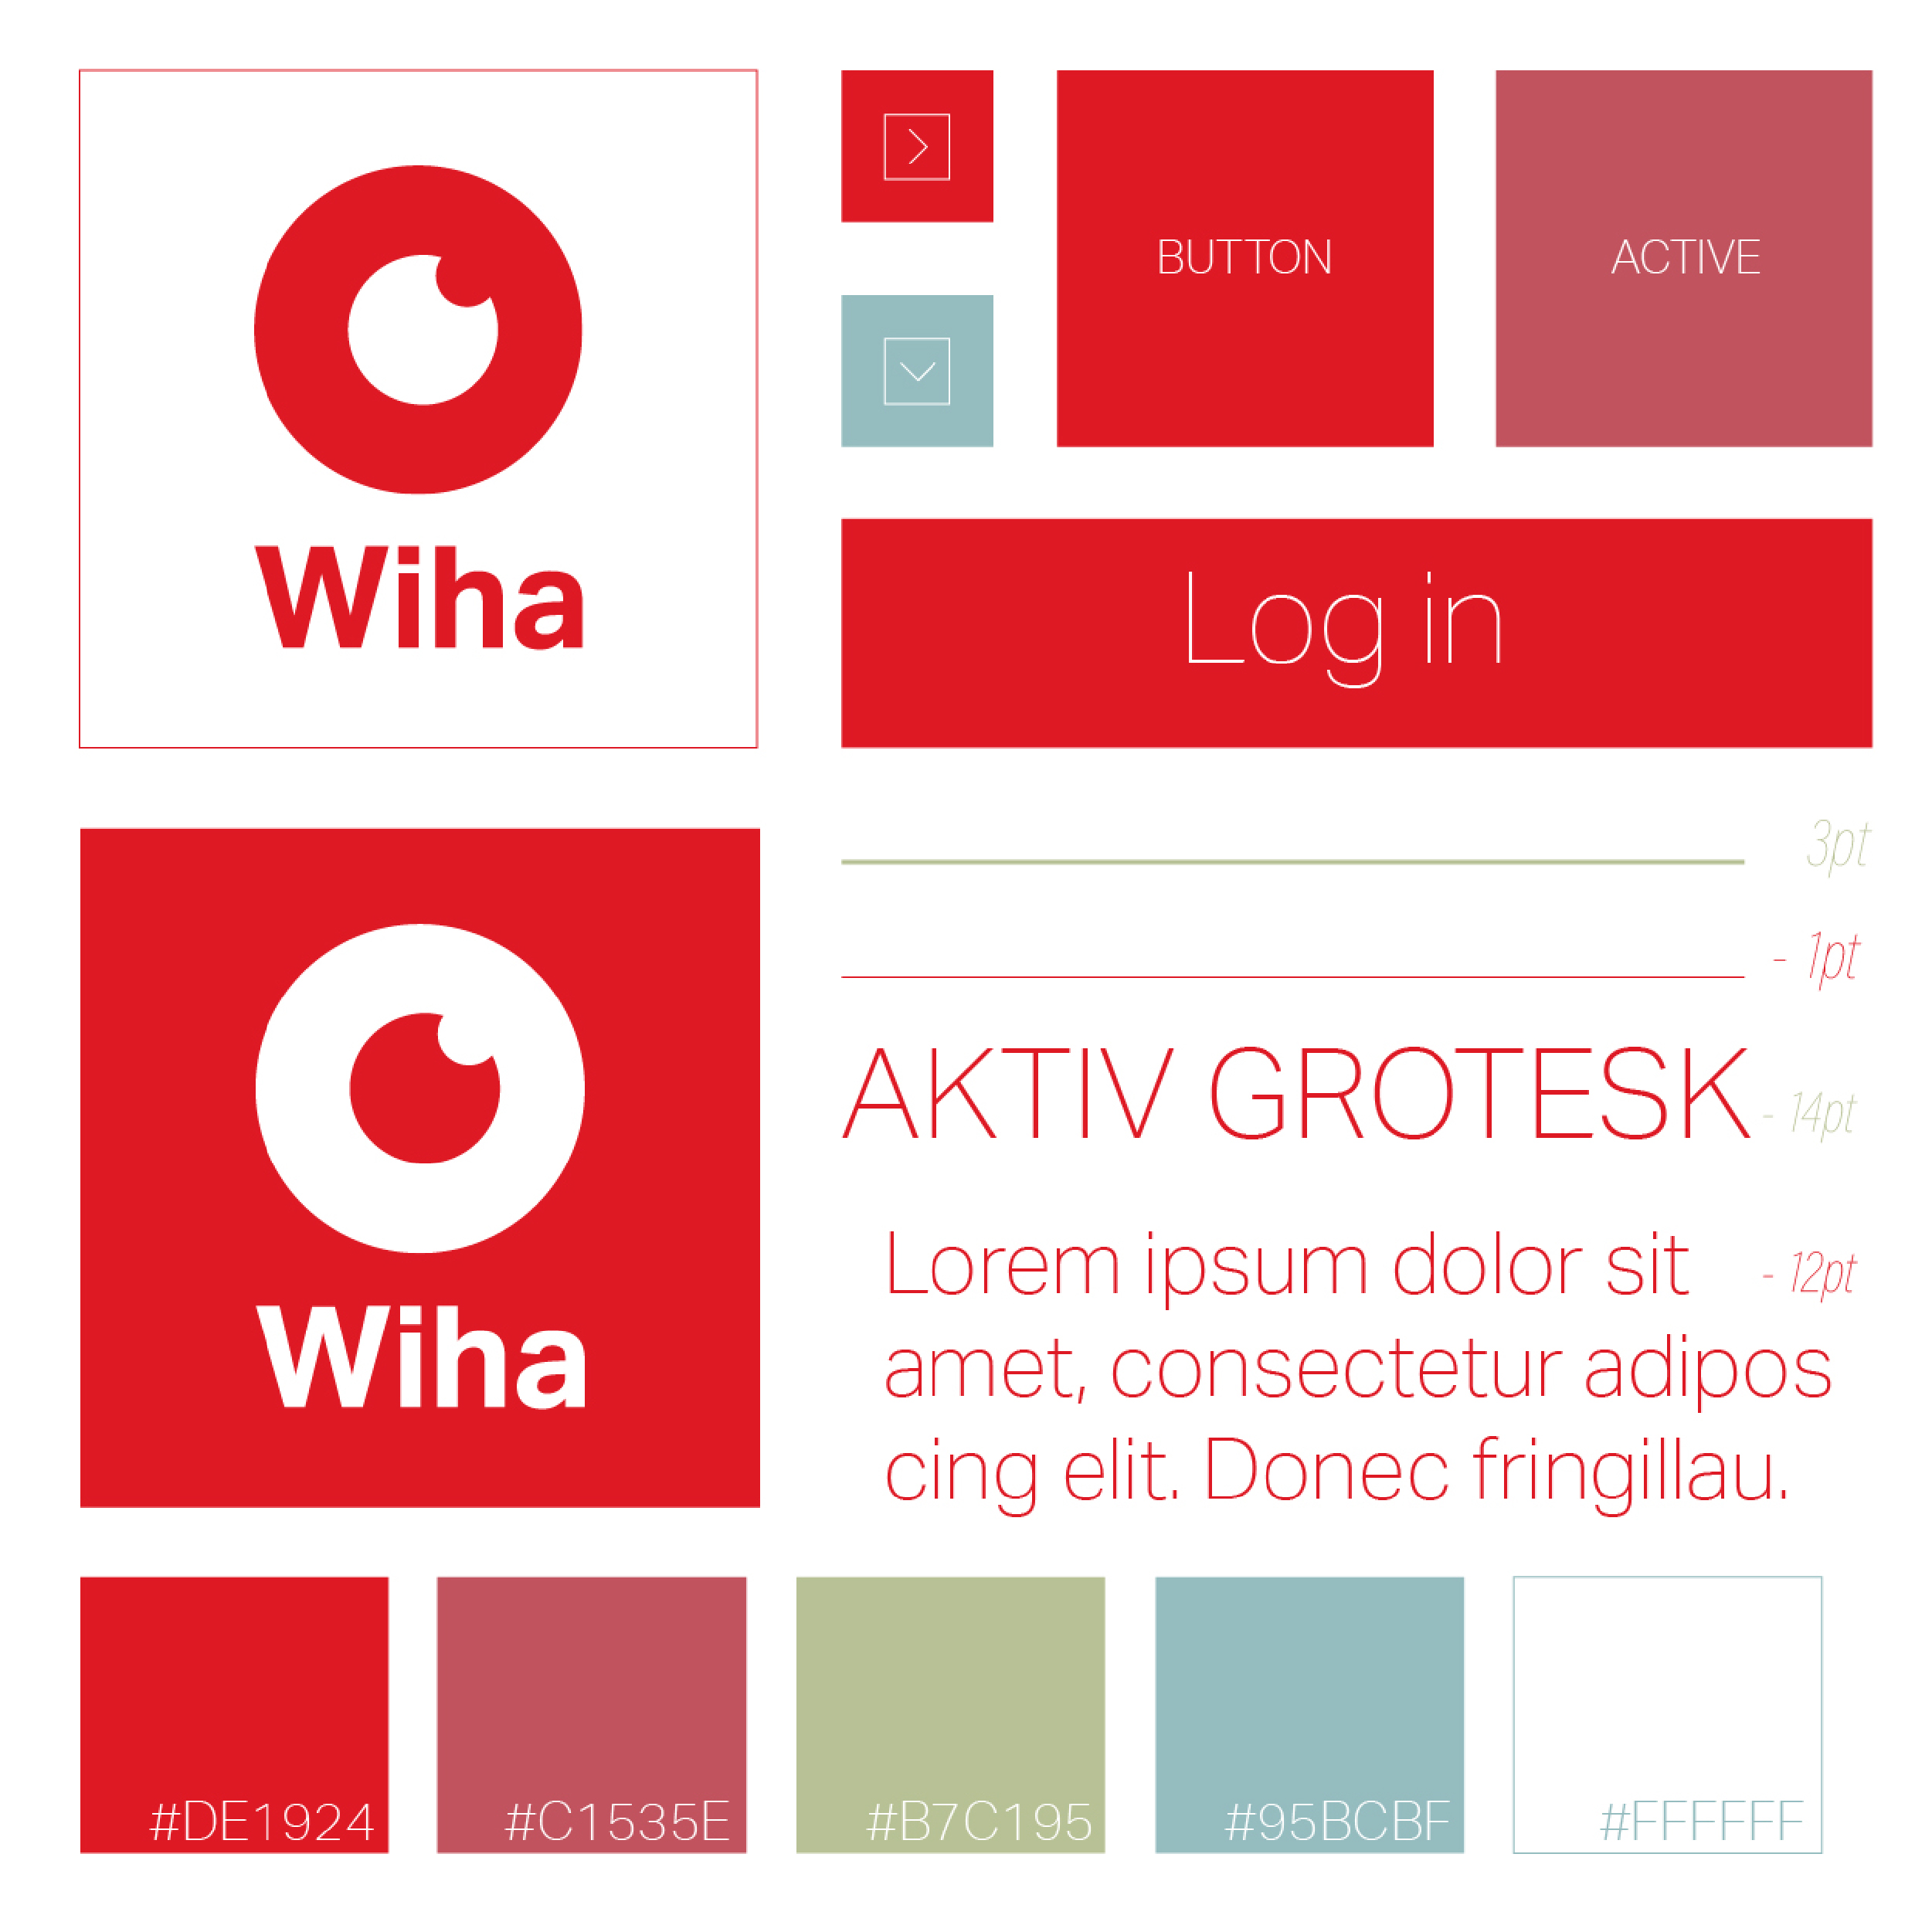 Wiha
BUTTON
ACTIVE
Log in
Wiha
3pt
- 1pt
AKTIV GROTESK - 14pt
Lorem ipsum dolor sit - 12pt
amet, consectetur adipos
cing elit. Donec fringillau.
#DE1924
#C1535E
#B7C195
#95BCBF
#FFFFFF